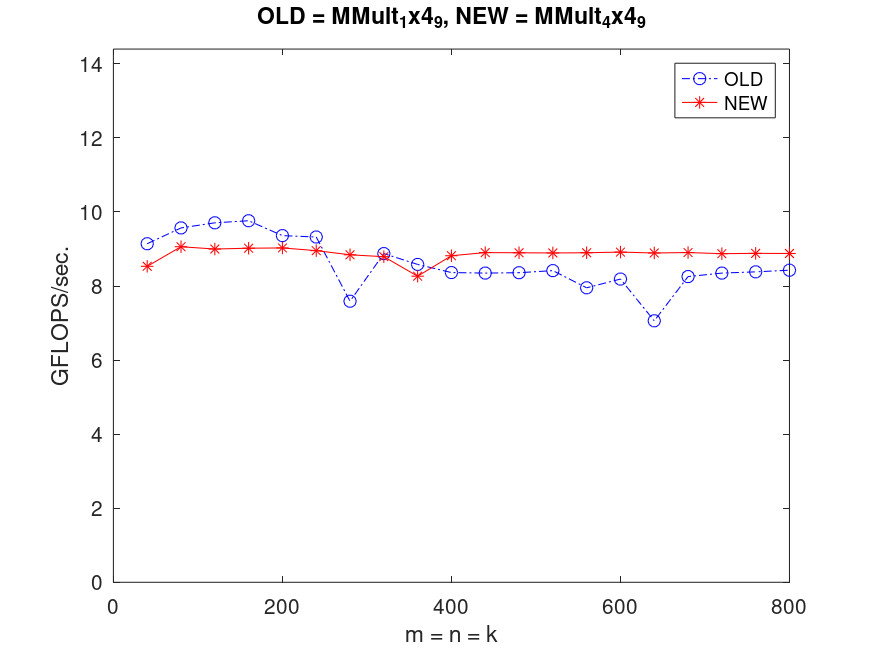 OLD = MMult₁x4₉, NEW = MMult₄x4₉
14
12
10
8
6
4
2
0
GFLOPS/sec.
OLD
NEW
0
200
400
600
800
m = n = k